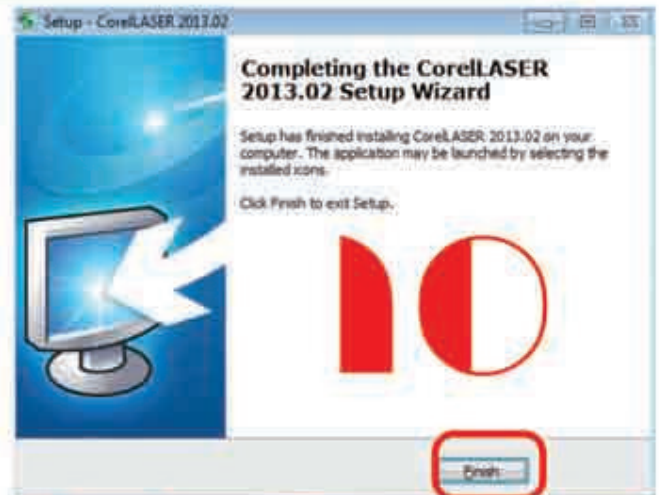 Setup - CorelLASER 2013.02
Completing the CorelLASER
2013.02 Setup Wizard
Setup has finished installing CorelLASER 2013.02 on your
computer. The application may be launched by selecting the
installed icons.
Click Finish to exit Setup.
10
Finish